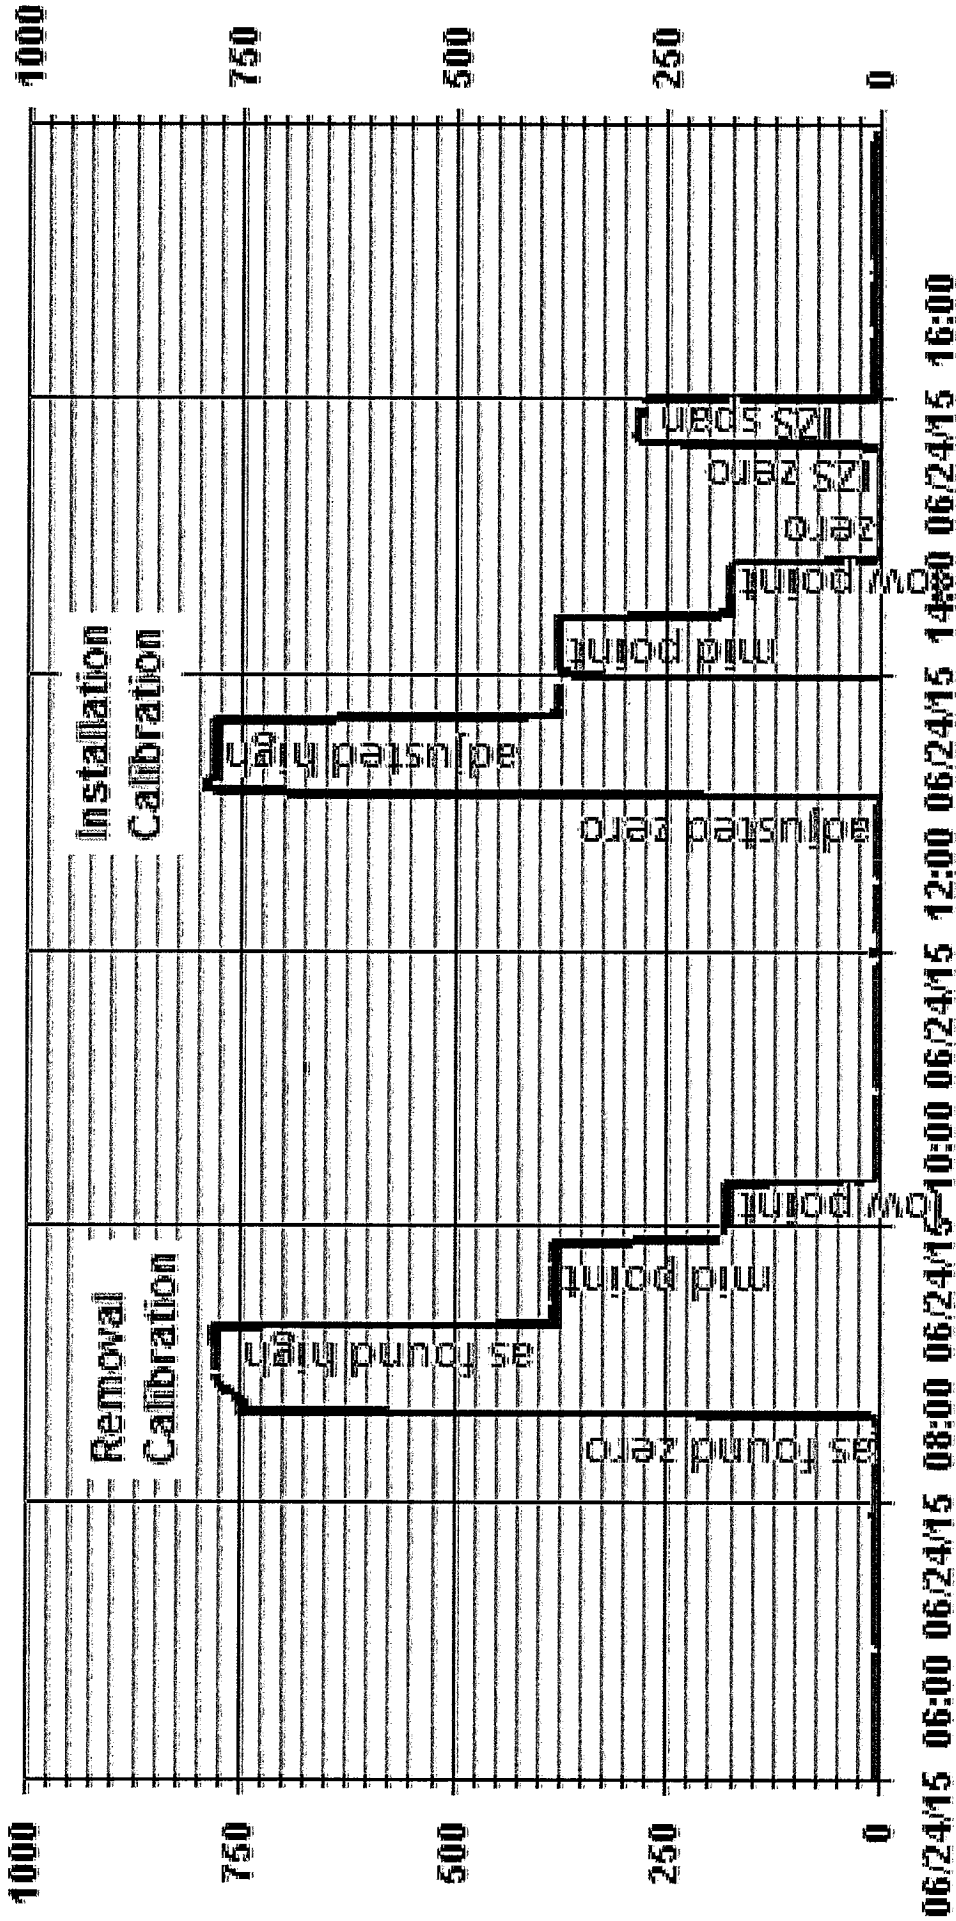 1000
750
500
250
0
1000
750
500
250
0
Removal
Calibration
Installation
Calibration
as found zero
as found high
mid point
low point
adjusted zero
adjusted high
mid point
low point
zero
IZS zero
IZS span
06/24/15 06:00 06/24/15 08:00 06/24/15 10:00 06/24/15 12:00 06/24/15 14:00 06/24/15 16:00